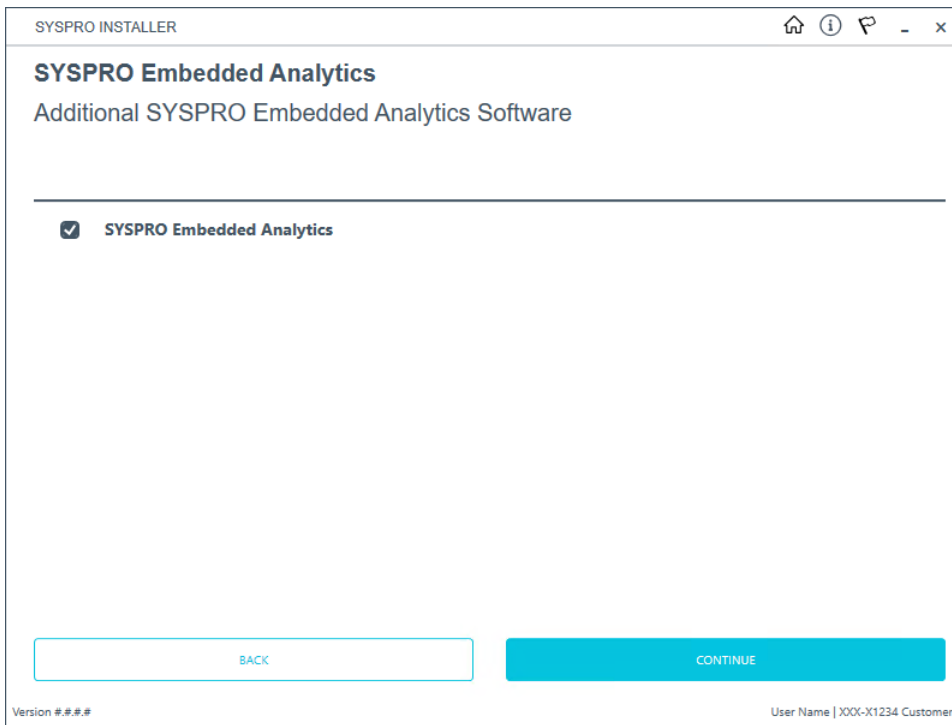 SYSPRO INSTALLER
SYSPRO Embedded Analytics
Additional SYSPRO Embedded Analytics Software
SYSPRO Embedded Analytics
BACK
CONTINUE
Version #.#.#.#
User Name | XXX-X1234 Customer